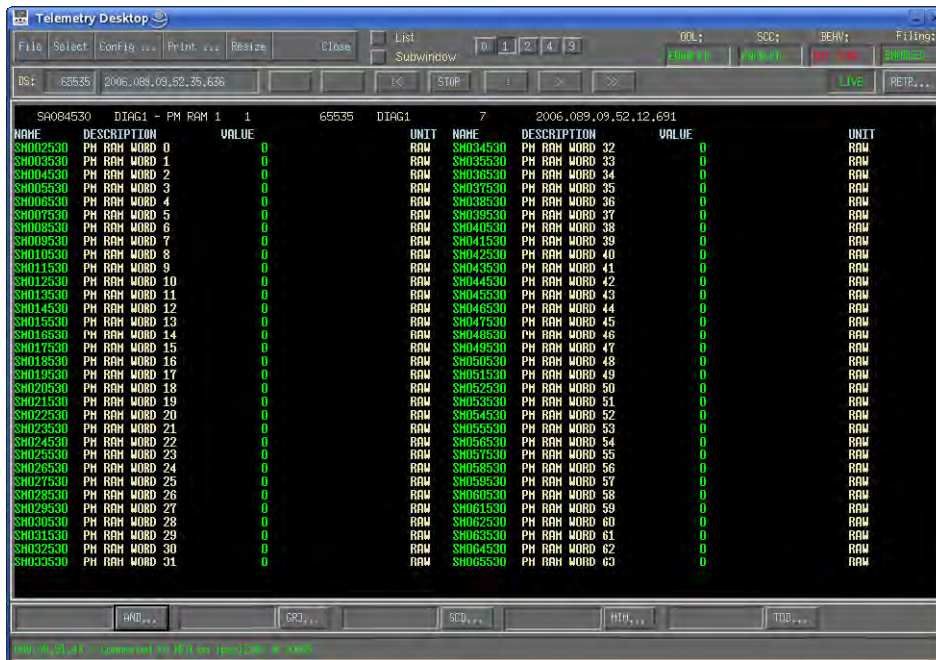 Telemetry Desktop
File Select Config ... Print ... Resize Close List Subwindow 0 1 2 4 9 OOL: SCC: BEHV: Filing:
DS: 65535 2006.089.09.52.35.636 |< STOP >> LIVE RETR...
SA084530 DIAG1 - PM RAM 1 1 65535 DIAG1 7 2006.089.09.52.12.691
NAME DESCRIPTION VALUE UNIT NAME DESCRIPTION VALUE UNIT
SM002530 PM RAM WORD 0 0 RAW SM034530 PM RAM WORD 32 0 RAW
SM003530 PM RAM WORD 1 0 RAW SM035530 PM RAM WORD 33 0 RAW
SM004530 PM RAM WORD 2 0 RAW SM036530 PM RAM WORD 34 0 RAW
SM005530 PM RAM WORD 3 0 RAW SM037530 PM RAM WORD 35 0 RAW
SM006530 PM RAM WORD 4 0 RAW SM038530 PM RAM WORD 36 0 RAW
SM007530 PM RAM WORD 5 0 RAW SM039530 PM RAM WORD 37 0 RAW
SM008530 PM RAM WORD 6 0 RAW SM040530 PM RAM WORD 38 0 RAW
SM009530 PM RAM WORD 7 0 RAW SM041530 PM RAM WORD 39 0 RAW
SM010530 PM RAM WORD 8 0 RAW SM042530 PM RAM WORD 40 0 RAW
SM011530 PM RAM WORD 9 0 RAW SM043530 PM RAM WORD 41 0 RAW
SM012530 PM RAM WORD 10 0 RAW SM044530 PM RAM WORD 42 0 RAW
SM013530 PM RAM WORD 11 0 RAW SM045530 PM RAM WORD 43 0 RAW
SM014530 PM RAM WORD 12 0 RAW SM046530 PM RAM WORD 44 0 RAW
SM015530 PM RAM WORD 13 0 RAW SM047530 PM RAM WORD 45 0 RAW
SM016530 PM RAM WORD 14 0 RAW SM048530 PM RAM WORD 46 0 RAW
SM017530 PM RAM WORD 15 0 RAW SM049530 PM RAM WORD 47 0 RAW
SM018530 PM RAM WORD 16 0 RAW SM050530 PM RAM WORD 48 0 RAW
SM019530 PM RAM WORD 17 0 RAW SM051530 PM RAM WORD 49 0 RAW
SM020530 PM RAM WORD 18 0 RAW SM052530 PM RAM WORD 50 0 RAW
SM021530 PM RAM WORD 19 0 RAW SM053530 PM RAM WORD 51 0 RAW
SM022530 PM RAM WORD 20 0 RAW SM054530 PM RAM WORD 52 0 RAW
SM023530 PM RAM WORD 21 0 RAW SM055530 PM RAM WORD 53 0 RAW
SM024530 PM RAM WORD 22 0 RAW SM056530 PM RAM WORD 54 0 RAW
SM025530 PM RAM WORD 23 0 RAW SM057530 PM RAM WORD 55 0 RAW
SM026530 PM RAM WORD 24 0 RAW SM058530 PM RAM WORD 56 0 RAW
SM027530 PM RAM WORD 25 0 RAW SM059530 PM RAM WORD 57 0 RAW
SM028530 PM RAM WORD 26 0 RAW SM060530 PM RAM WORD 58 0 RAW
SM029530 PM RAM WORD 27 0 RAW SM061530 PM RAM WORD 59 0 RAW
SM030530 PM RAM WORD 28 0 RAW SM062530 PM RAM WORD 60 0 RAW
SM031530 PM RAM WORD 29 0 RAW SM063530 PM RAM WORD 61 0 RAW
SM032530 PM RAM WORD 30 0 RAW SM064530 PM RAM WORD 62 0 RAW
SM033530 PM RAM WORD 31 0 RAW SM065530 PM RAM WORD 63 0 RAW
AND... GRD... SCD... MIM... TOD...